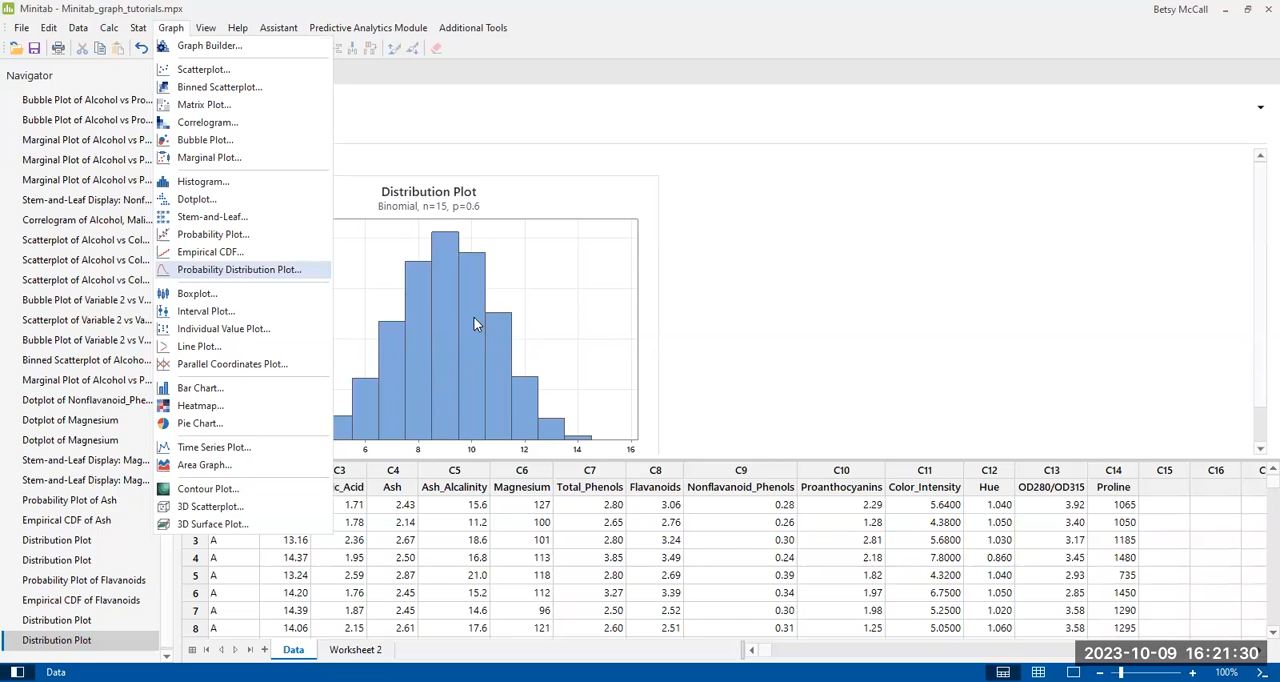 Minitab - Minitab_graph_tutorials.mpx
Betsy McCall
File Edit Data Calc Stat Graph View Help Assistant Predictive Analytics Module Additional Tools
Navigator
Bubble Plot of Alcohol vs Pro...
Bubble Plot of Alcohol vs Pro...
Marginal Plot of Alcohol vs P...
Marginal Plot of Alcohol vs P...
Marginal Plot of Alcohol vs P...
Stem-and-Leaf Display: Nonf...
Correlogram of Alcohol, Mali...
Scatterplot of Alcohol vs Col...
Scatterplot of Alcohol vs Col...
Scatterplot of Alcohol vs Col...
Bubble Plot of Variable 2 vs V...
Scatterplot of Variable 2 vs Va...
Bubble Plot of Variable 2 vs V...
Binned Scatterplot of Alcoho...
Marginal Plot of Alcohol vs P...
Dotplot of Nonflavanoid_Phe...
Dotplot of Magnesium
Dotplot of Magnesium
Stem-and-Leaf Display: Mag...
Stem-and-Leaf Display: Mag...
Probability Plot of Ash
Empirical CDF of Ash
Distribution Plot
Distribution Plot
Probability Plot of Flavanoids
Empirical CDF of Flavanoids
Distribution Plot
Distribution Plot
Graph Builder...
Scatterplot...
Binned Scatterplot...
Matrix Plot...
Correlogram...
Bubble Plot...
Marginal Plot...
Histogram...
Dotplot...
Stem-and-Leaf...
Probability Plot...
Empirical CDF...
Probability Distribution Plot...
Boxplot...
Interval Plot...
Individual Value Plot...
Line Plot...
Parallel Coordinates Plot...
Bar Chart...
Heatmap...
Pie Chart...
Time Series Plot...
Area Graph...
Contour Plot...
3D Scatterplot...
3D Surface Plot...
Distribution Plot
Binomial, n=15, p=0.6
6 8 10 12 14 16
C3 C4 C5 C6 C7 C8 C9 C10 C11 C12 C13 C14 C15 C16 C
c_Acid Ash Ash_Alcalinity Magnesium Total_Phenols Flavanoids Nonflavanoid_Phenols Proanthocyanins Color_Intensity Hue OD280/OD315 Proline
1.71 2.43 15.6 127 2.80 3.06 0.28 2.29 5.6400 1.040 3.92 1065
1.78 2.14 11.2 100 2.65 2.76 0.26 1.28 4.3800 1.050 3.40 1050
3 A 13.16 2.36 2.67 18.6 101 2.80 3.24 0.30 2.81 5.6800 1.030 3.17 1185
4 A 14.37 1.95 2.50 16.8 113 3.85 3.49 0.24 2.18 7.8000 0.860 3.45 1480
5 A 13.24 2.59 2.87 21.0 118 2.80 2.69 0.39 1.82 4.3200 1.040 2.93 735
6 A 14.20 1.76 2.45 15.2 112 3.27 3.39 0.34 1.97 6.7500 1.050 2.85 1450
7 A 14.39 1.87 2.45 14.6 96 2.50 2.52 0.30 1.98 5.2500 1.020 3.58 1290
8 A 14.06 2.15 2.61 17.6 121 2.60 2.51 0.31 1.25 5.0500 1.060 3.58 1295
Data Worksheet 2
2023-10-09 16:21:30
Data
100%